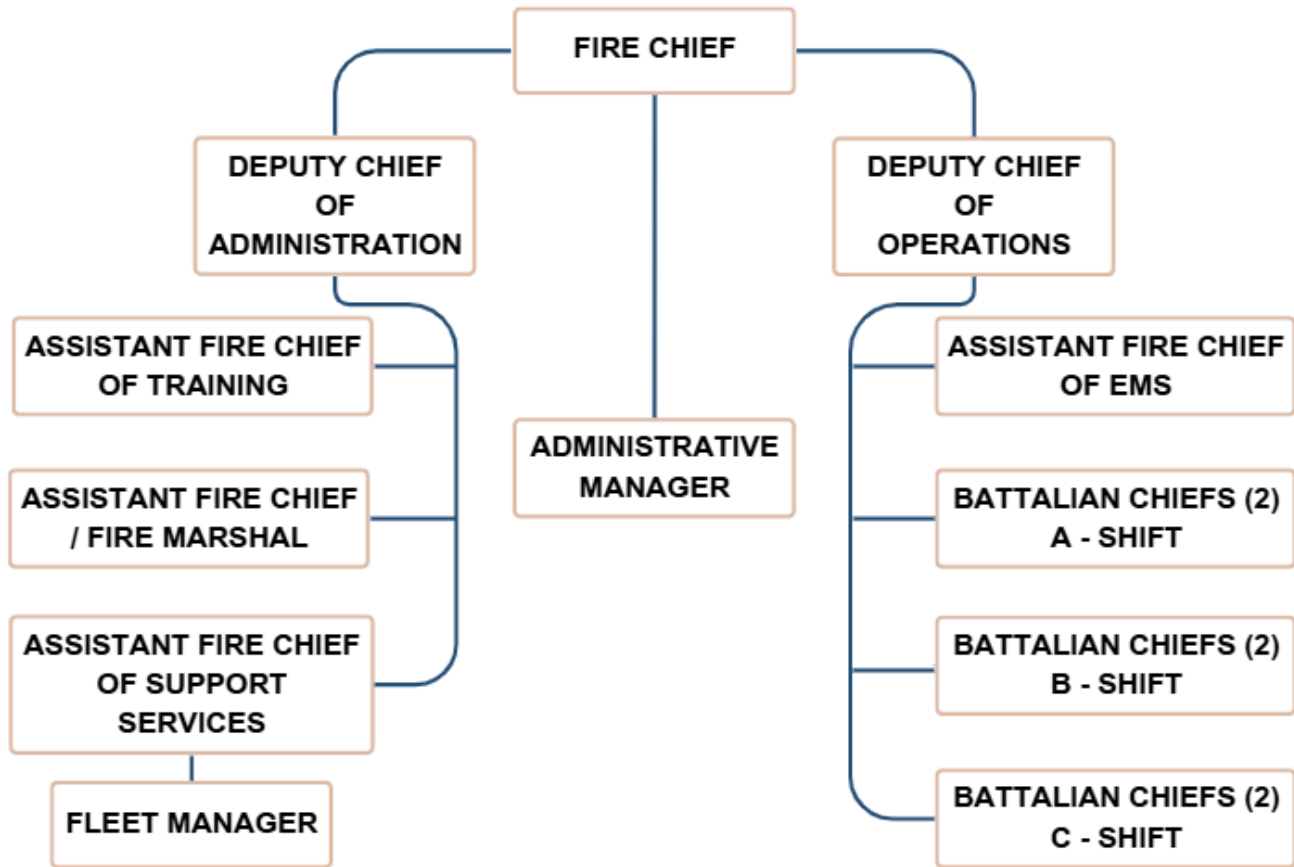 FIRE CHIEF
DEPUTY CHIEF
OF
ADMINISTRATION
DEPUTY CHIEF
OF
OPERATIONS
ASSISTANT FIRE CHIEF
OF TRAINING
ASSISTANT FIRE CHIEF
/ FIRE MARSHAL
ASSISTANT FIRE CHIEF
OF SUPPORT
SERVICES
FLEET MANAGER
ADMINISTRATIVE
MANAGER
ASSISTANT FIRE CHIEF
OF EMS
BATTALIAN CHIEFS (2)
A - SHIFT
BATTALIAN CHIEFS (2)
B - SHIFT
BATTALIAN CHIEFS (2)
C - SHIFT